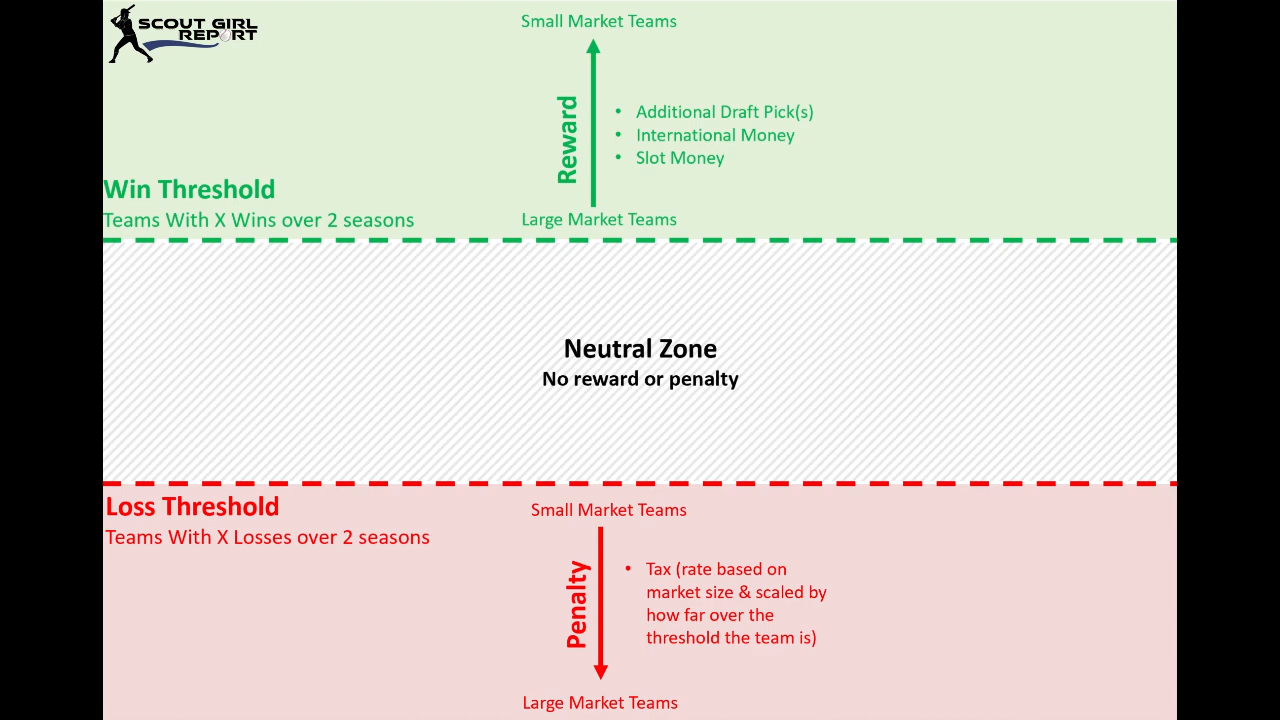 SCOUT GIRL
REPORT
Small Market Teams
Reward
• Additional Draft Pick(s)
• International Money
• Slot Money
Win Threshold
Teams With X Wins over 2 seasons
Large Market Teams
Neutral Zone
No reward or penalty
Loss Threshold
Teams With X Losses over 2 seasons
Small Market Teams
Penalty
• Tax (rate based on
market size & scaled by
how far over the
threshold the team is)
Large Market Teams